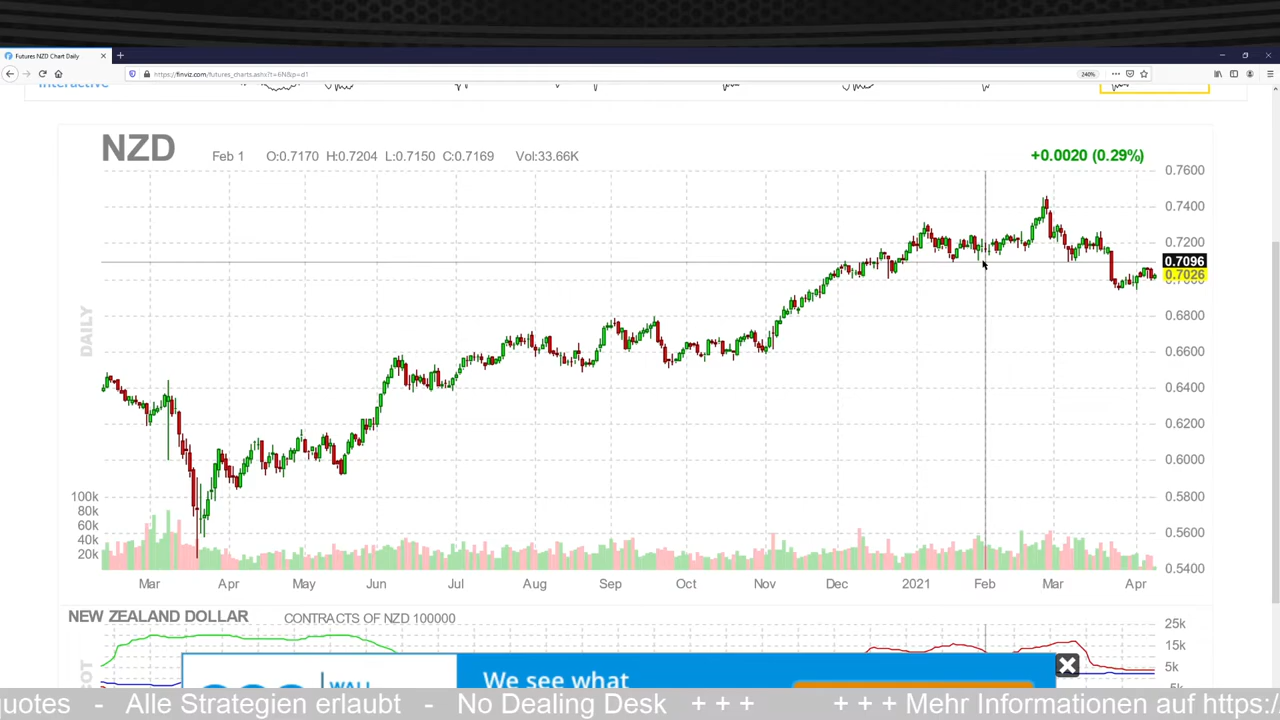 Futures NZD Chart Daily
https://finviz.com/futures_charts.ashx?t=6N&p=d1
240%
Interactive
NZD
Feb 1
O:0.7170 H:0.7204 L:0.7150 C:0.7169
Vol:33.66K
+0.0020 (0.29%)
0.7600
0.7400
0.7200
0.7096
0.7026
0.6800
0.6600
0.6400
0.6200
0.6000
0.5800
0.5600
0.5400
DAILY
100k
80k
60k
40k
20k
Mar Apr May Jun Jul Aug Sep Oct Nov Dec 2021 Feb Mar Apr
NEW ZEALAND DOLLAR
CONTRACTS OF NZD 100000
25k
15k
5k
We see what
WALL
quotes - Alle Strategien erlaubt - No Dealing Desk +++ +++ Mehr Informationen auf https:/